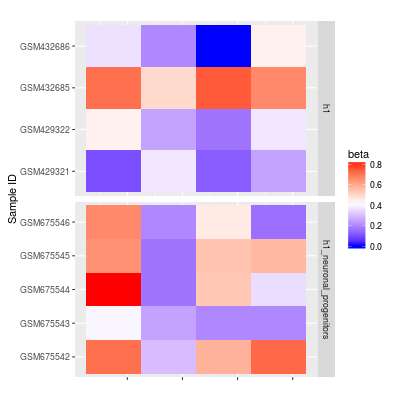 Sample ID
GSM432686
GSM432685
GSM429322
GSM429321
h1
GSM675546
GSM675545
GSM675544
GSM675543
GSM675542
h1_neuronal_progenitors
beta
0.8
0.6
0.4
0.2
0.0